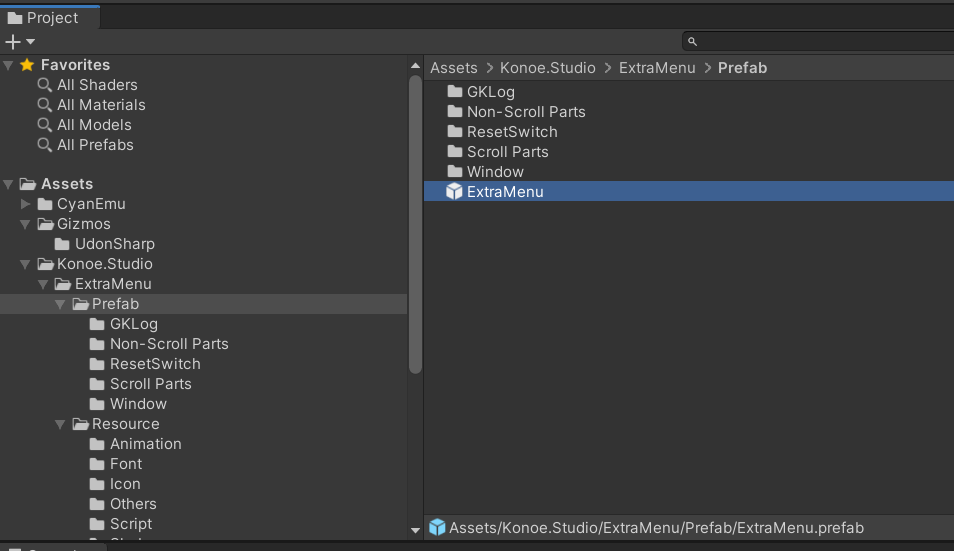 Project
Favorites
All Shaders
All Materials
All Models
All Prefabs
Assets
CyanEmu
Gizmos
UdonSharp
Konoe.Studio
ExtraMenu
Prefab
GKLog
Non-Scroll Parts
ResetSwitch
Scroll Parts
Window
Resource
Animation
Font
Icon
Others
Script
Assets > Konoe.Studio > ExtraMenu > Prefab
GKLog
Non-Scroll Parts
ResetSwitch
Scroll Parts
Window
ExtraMenu
Assets/Konoe.Studio/ExtraMenu/Prefab/ExtraMenu.prefab